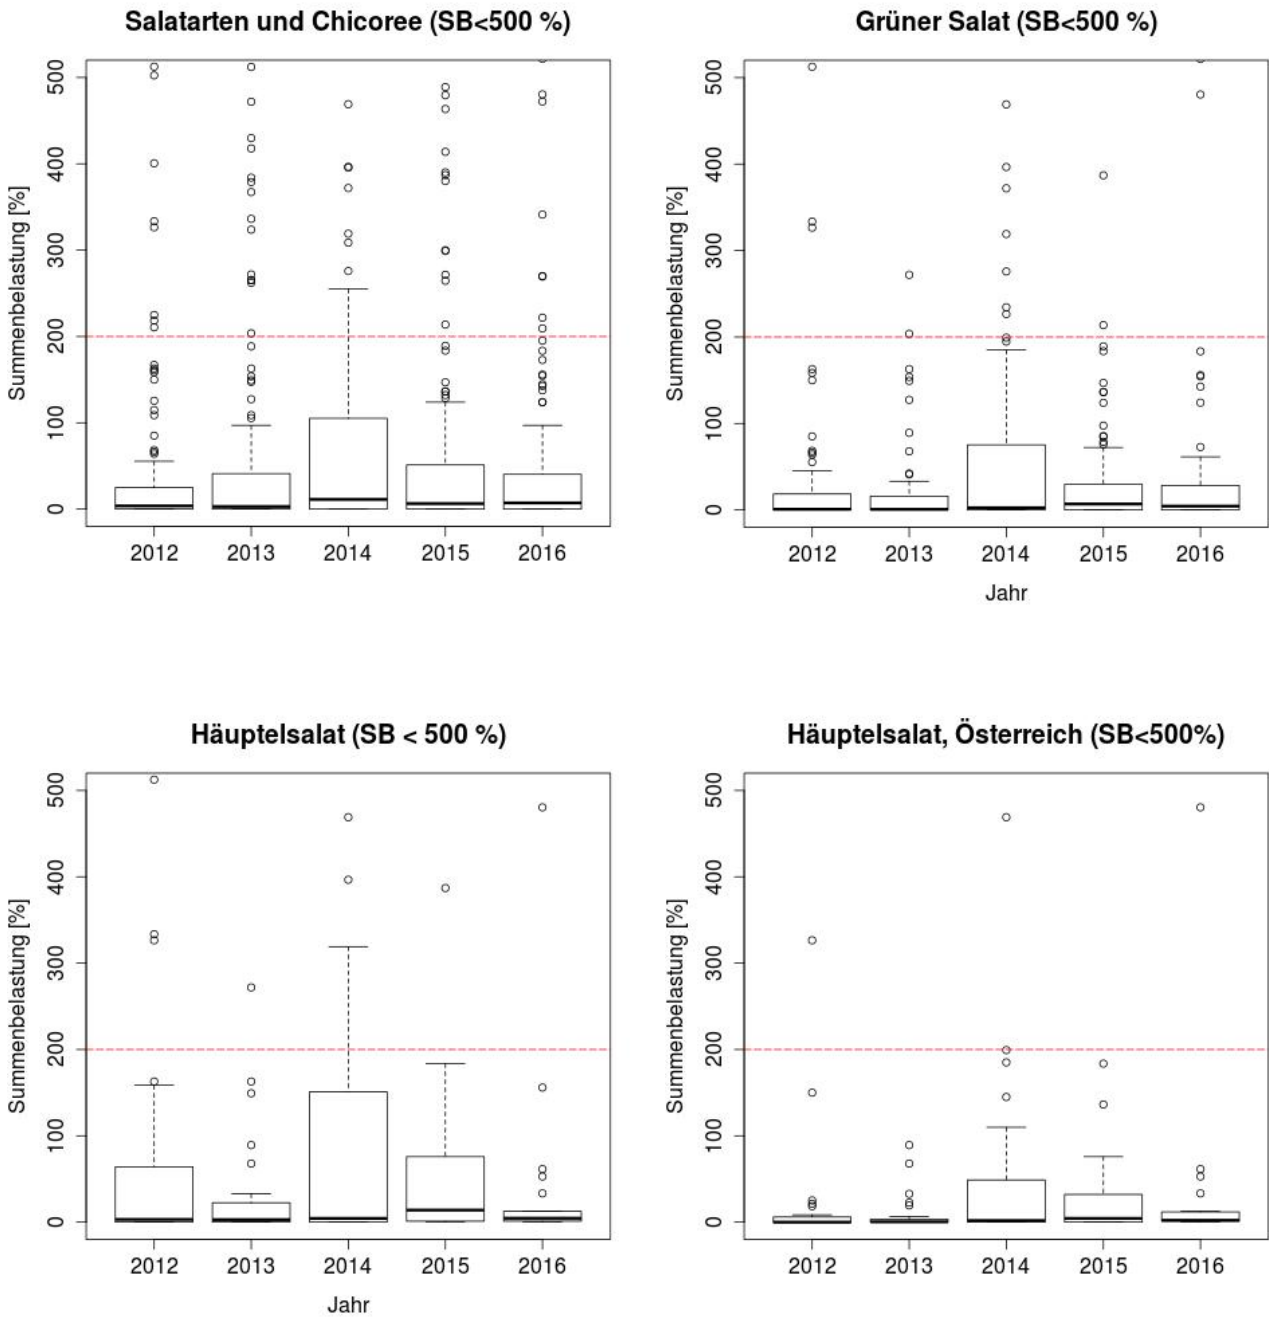 Salatarten und Chicoree (SB<500 %)
Summenbelastung [%]
500
400
300
200
100
0
2012 2013 2014 2015 2016
Grüner Salat (SB<500 %)
Summenbelastung [%]
500
400
300
200
100
0
2012 2013 2014 2015 2016
Jahr
Häuptelsalat (SB < 500 %)
Summenbelastung [%]
500
400
300
200
100
0
2012 2013 2014 2015 2016
Jahr
Häuptelsalat, Österreich (SB<500%)
Summenbelastung [%]
500
400
300
200
100
0
2012 2013 2014 2015 2016